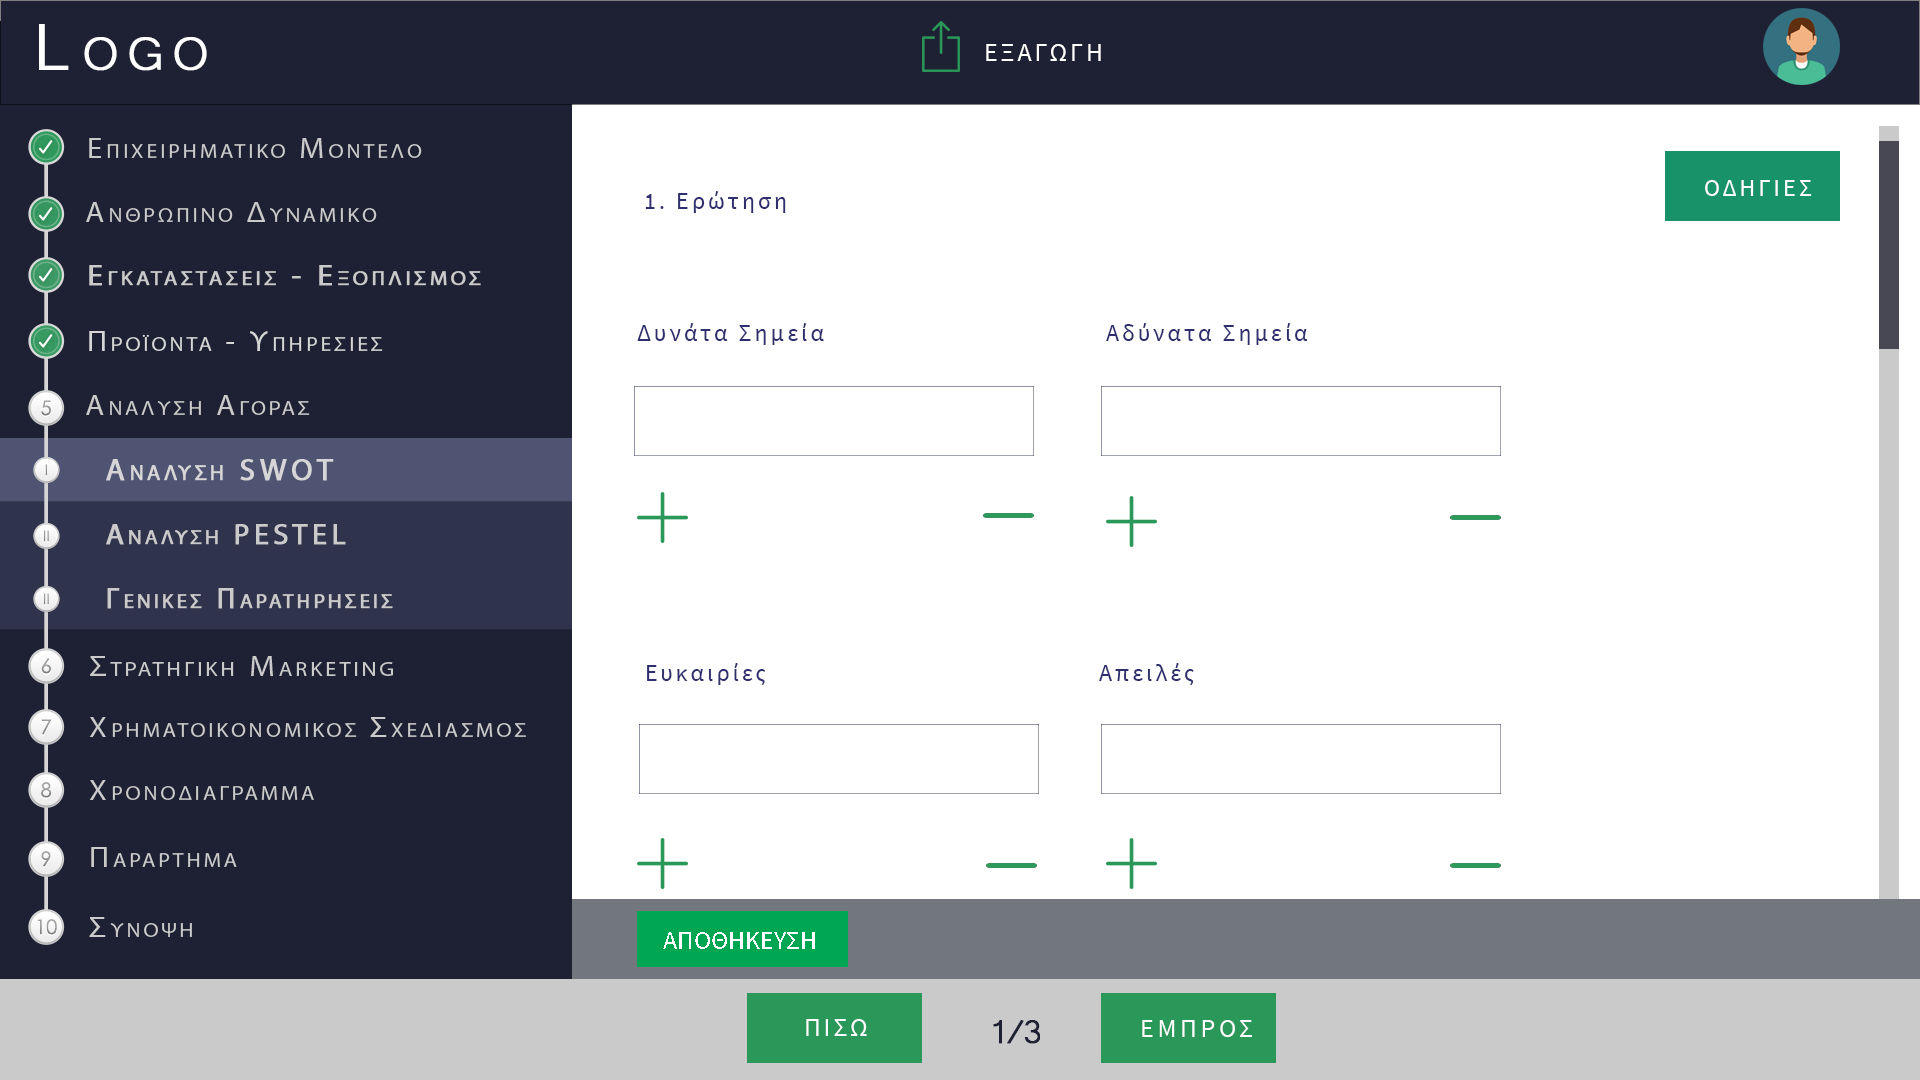 Logo
ΕΞΑΓΩΓΗ
Επιχειρηματικο Μοντελο
Ανθρωπινο Δυναμικο
Εγκαταστασεις - Εξοπλισμος
Προϊοντα - Υπηρεσιες
5 Αναλυση Αγορας
I Αναλυση SWOT
II Αναλυση PESTEL
II Γενικες Παρατηρησεις
6 Στρατηγικη Marketing
7 Χρηματοικονομικος Σχεδιασμος
8 Χρονοδιαγραμμα
9 Παραρτημα
10 Συνοψη
1. Ερώτηση
ΟΔΗΓΙΕΣ
Δυνάτα Σημεία
Αδύνατα Σημεία
Ευκαιρίες
Απειλές
ΑΠΟΘΗΚΕΥΣΗ
ΠΙΣΩ
1/3
ΕΜΠΡΟΣ